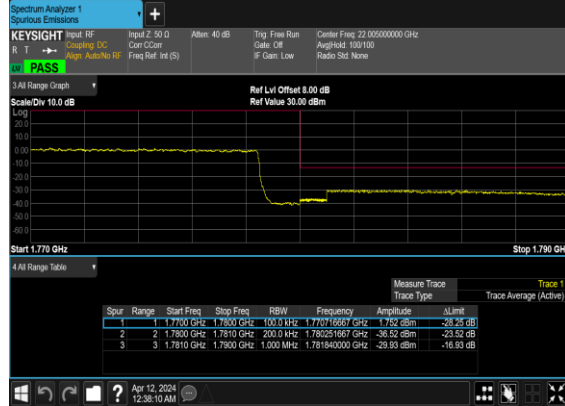 Spectrum Analyzer 1
Spurious Emissions
KEYSIGHT Input: RF Input Z: 50 Ω Atten: 40 dB Trig: Free Run Center Freq: 22.005000000 GHz
R T Coupling: DC Corr CCorr Gate: Off Avg|Hold: 100/100
Align: Auto/No RF Freq Ref: Int (S) IF Gain: Low Radio Std: None
PASS
3 All Range Graph
Ref Lvl Offset 8.00 dB
Scale/Div 10.0 dB Ref Value 30.00 dBm
Log
20.0
10.0
0.00
-10.0
-20.0
-30.0
-40.0
-50.0
-60.0
Start 1.770 GHz Stop 1.790 GHz
4 All Range Table
Measure Trace Trace 1
Trace Type Trace Average (Active)
Spur Range Start Freq Stop Freq RBW Frequency Amplitude ΔLimit
1 1 1.7700 GHz 1.7800 GHz 100.0 kHz 1.770716667 GHz 1.752 dBm -28.25 dB
2 2 1.7800 GHz 1.7810 GHz 200.0 kHz 1.780251667 GHz -36.52 dBm -23.52 dB
3 3 1.7810 GHz 1.7900 GHz 1.000 MHz 1.781840000 GHz -29.93 dBm -16.93 dB
? Apr 12, 2024
12:38:10 AM